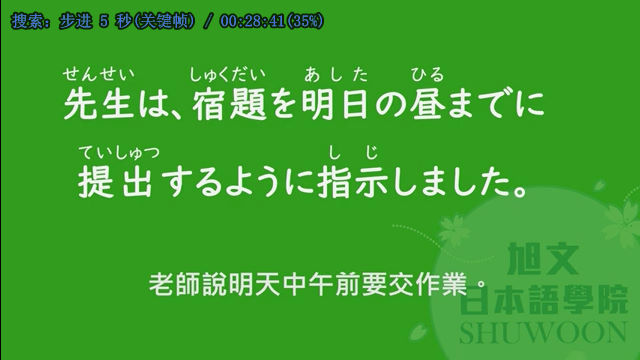 搜索: 步进 5 秒(关键帧) / 00:28:41(35%)
せんせい しゅくだい あした ひる
先生は、宿題を明日の昼までに
ていしゅつ しじ
提出するように指示しました。
老師說明天中午前要交作業。
旭文
日本語學院
SHUWOON